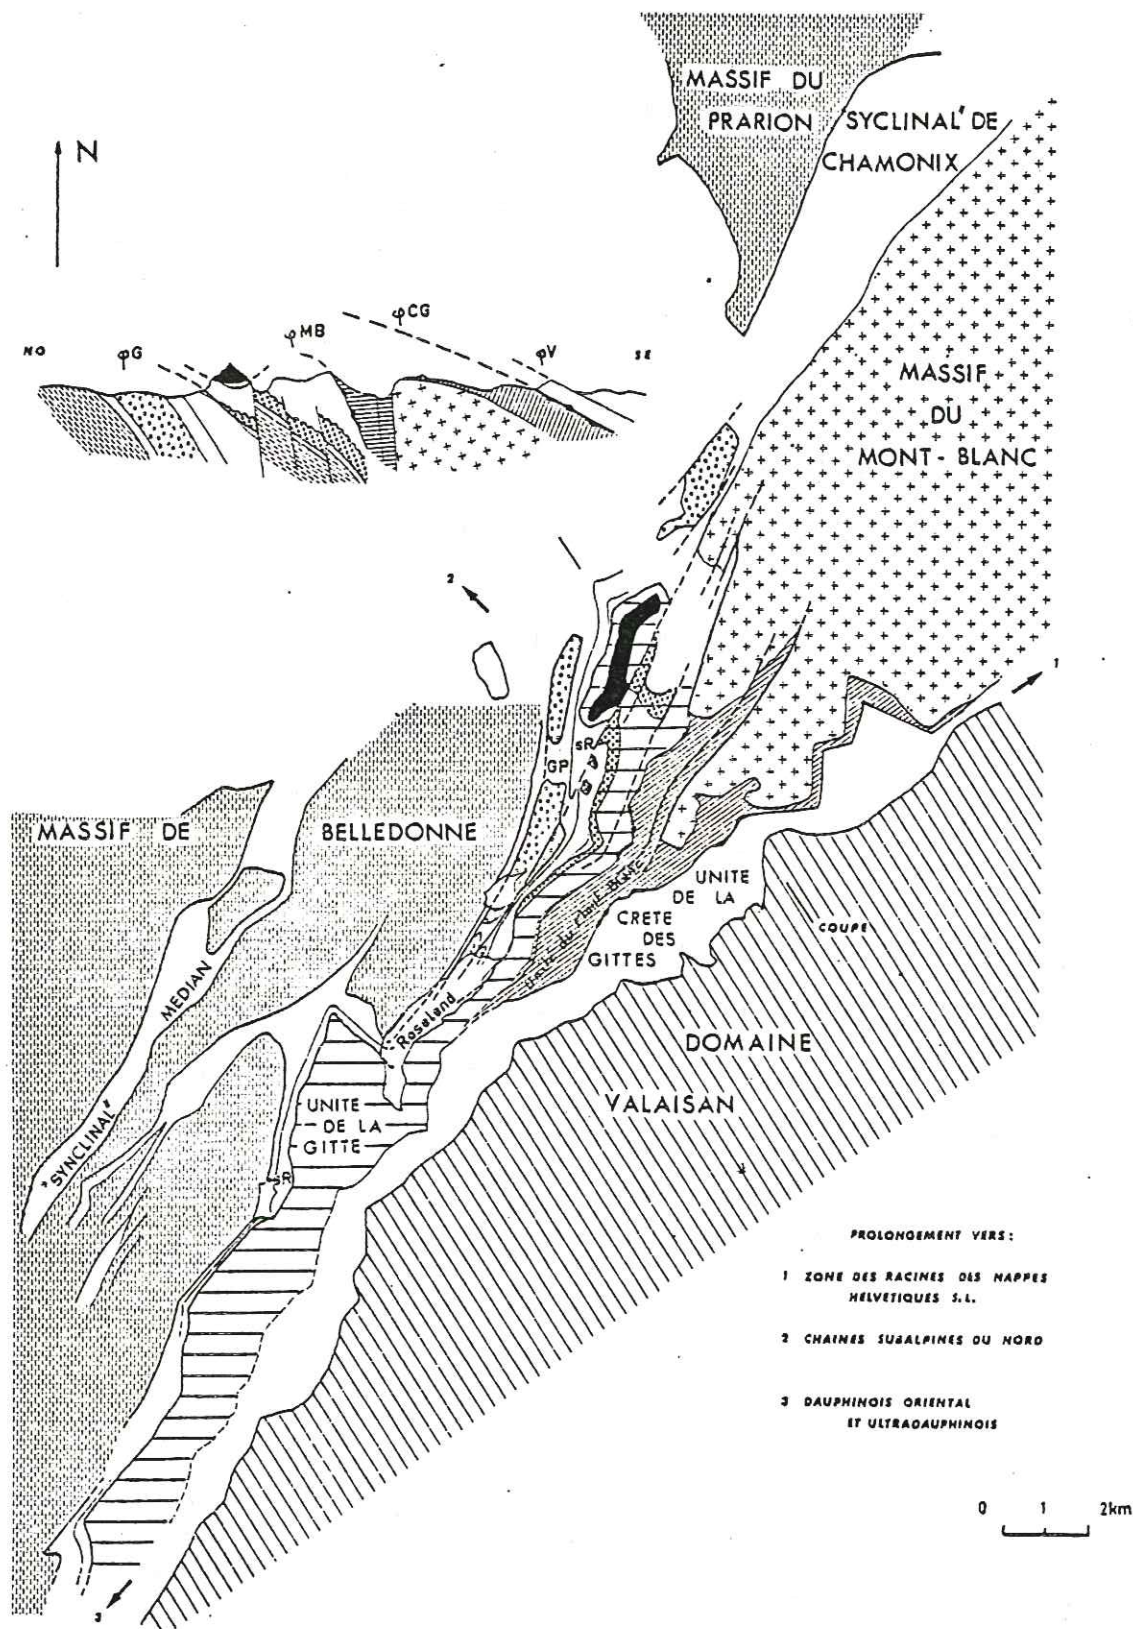 MASSIF DU
PRARION
"SYCLINAL" DE
CHAMONIX
N
φCG
φMB
NO
φG
φV
SE
MASSIF
DU
MONT-BLANC
2
1
GP
SR
MASSIF DE
BELLEDONNE
UNITE
DE LA
CRETE
DES
GITTES
COUPE
MEDIAN
Roselend
DOMAINE
VALAISAN
UNITE
DE LA
GITTE
"SYNCLINAL"
SR
PROLONGEMENT VERS:
1 ZONE DES RACINES DES NAPPES
HELVETIQUES S.L.
2 CHAINES SUBALPINES DU NORD
3 DAUPHINOIS ORIENTAL
ET ULTRADAUPHINOIS
0 1 2km
3